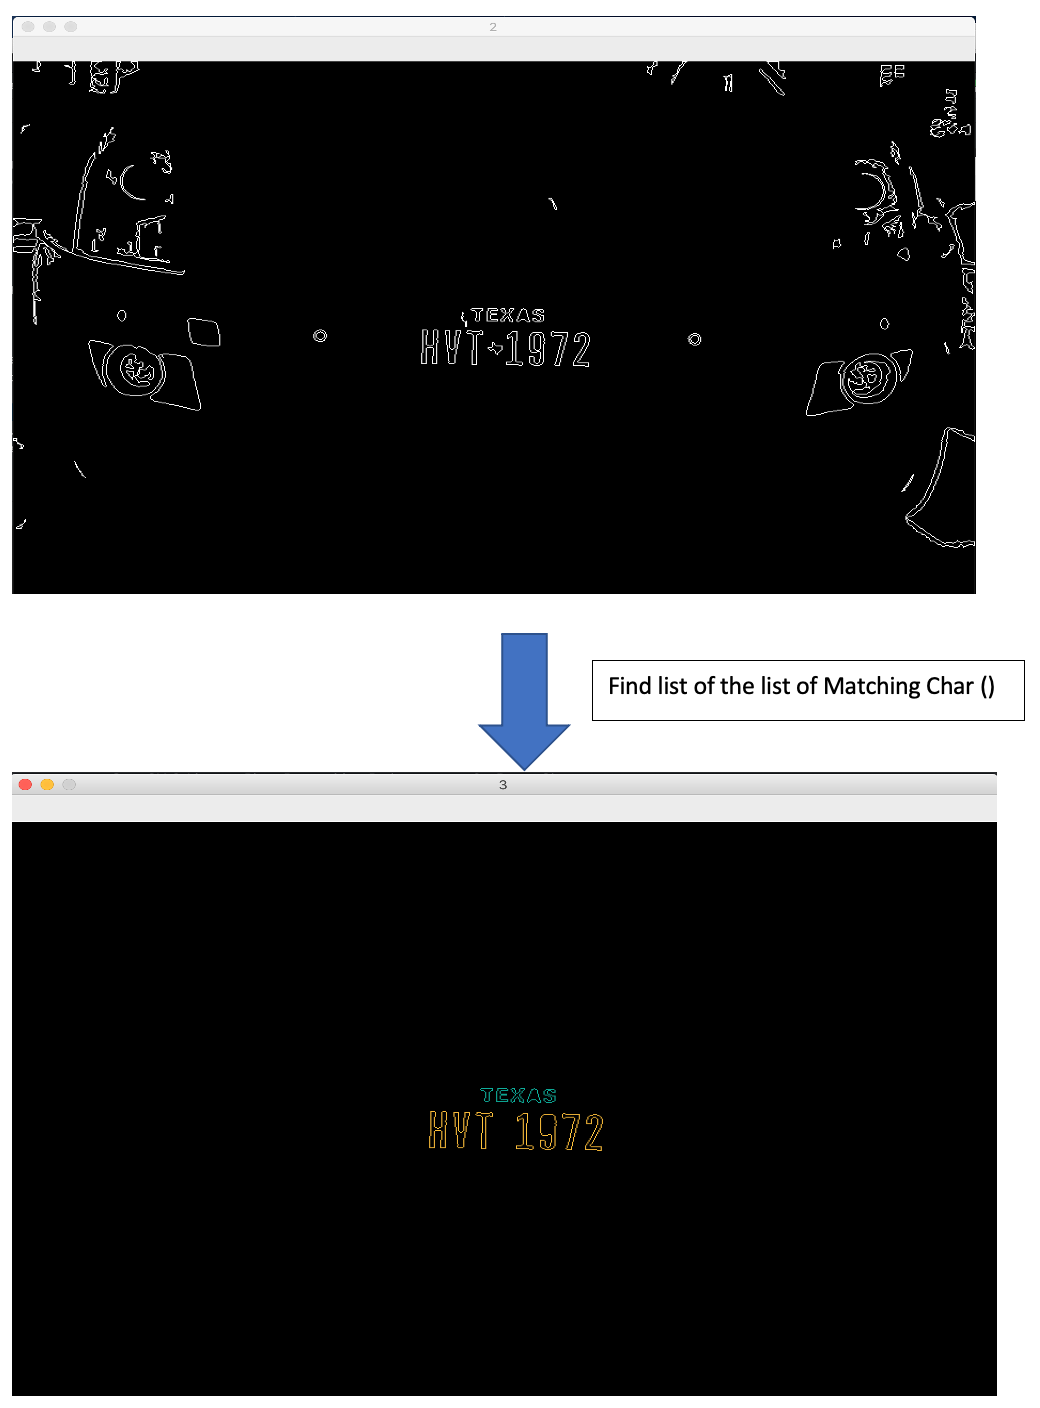 2
TEXAS
HVT 1972
Find list of the list of Matching Char ()
3
TEXAS
HVT 1972